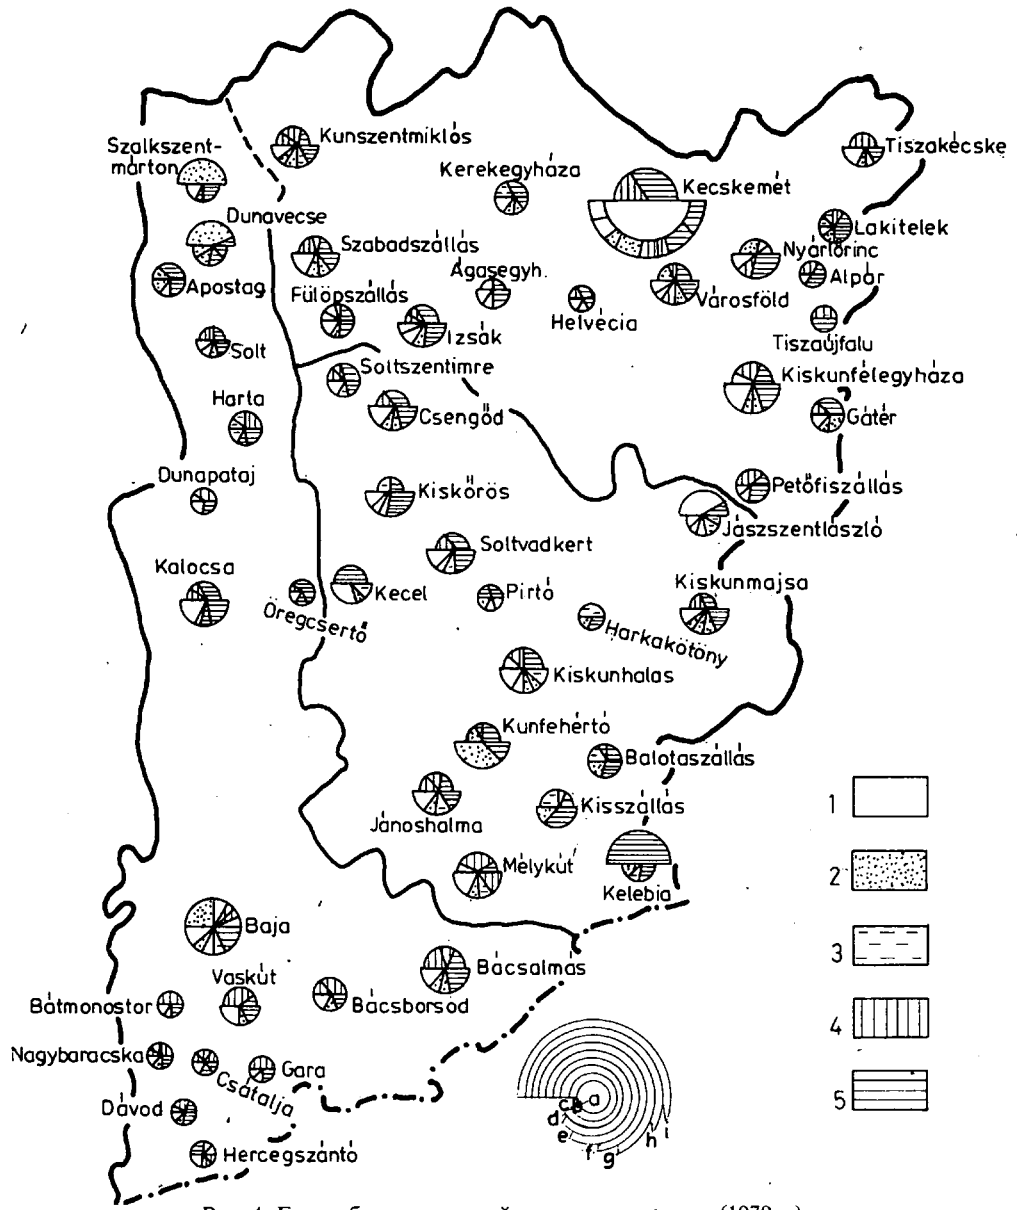 Kunszentmiklós
Szalkszent-
márton
Tiszakécske
Kerekegyháza
Kecskemét
Dunavecse
Lakitelek
Szabadszállás
Nyárlőrinc
Ágasegyh.
Alpár
Apostag
Fülöpszállás
Városföld
Helvécia
Izsák
Solt
Tiszaújfalu
Soltszentimre
Kiskunfélegyháza
Harta
Csengőd
Gátér
Dunapataj
Kiskőrös
Petőfiszállás
Jászszentlászló
Soltvadkert
Kalocsa
Kiskunmajsa
Kecel
Pirtó
Öregcsertő
Harkakötöny
Kiskunhalas
Kunfehértó
Balotaszállás
Kisszállás
1
Jánoshalma
Mélykút
2
Kelebia
Baja
3
Bácsalmás
Vaskút
Bátmonostor
Bácsborsod
4
Nagybaracska
Gara
Csátalja
5
Dávod
a
b
c
d
e
f
g
h
i
Hercegszántó